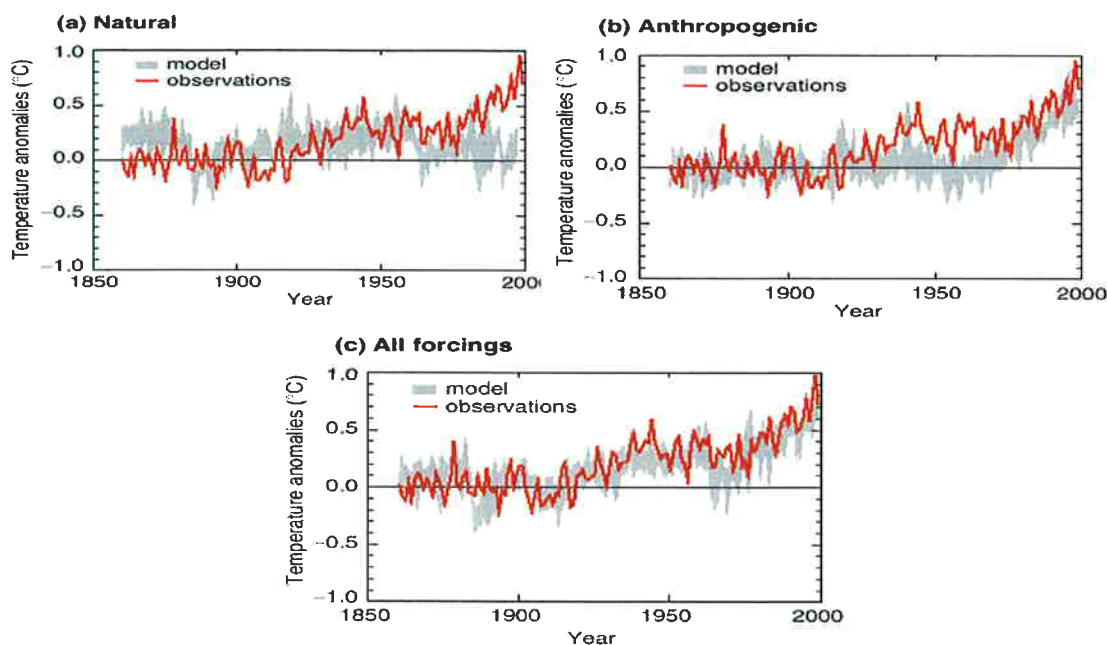 (a) Natural
Temperature anomalies (°C)
1.0
0.5
0.0
−0.5
−1.0
model
observations
1850
1900
1950
200
Year
(b) Anthropogenic
Temperature anomalies (°C)
1.0
0.5
0.0
−0.5
−1.0
model
observations
1850
1900
1950
2000
Year
(c) All forcings
Temperature anomalies (°C)
1.0
0.5
0.0
−0.5
−1.0
model
observations
1850
1900
1950
2000
Year